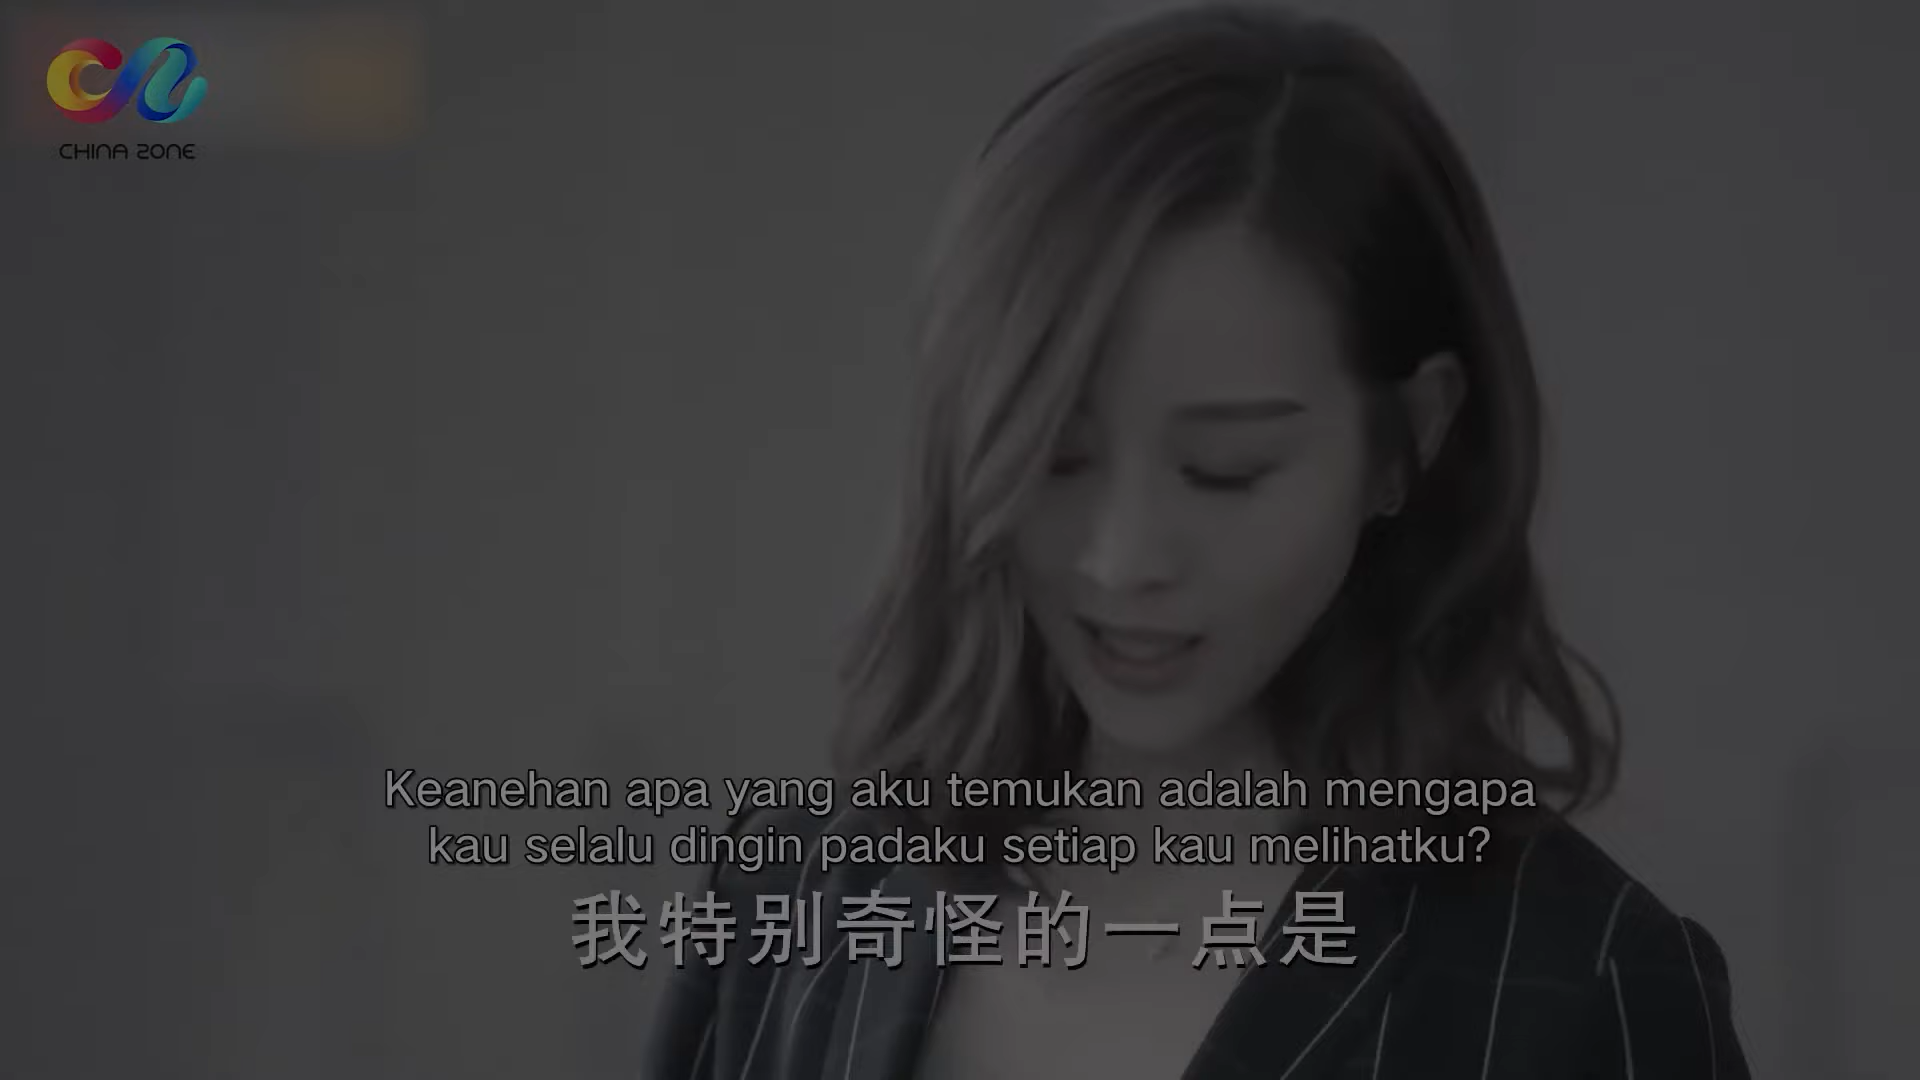 CHINA ZONE
Keanehan apa yang aku temukan adalah mengapa
kau selalu dingin padaku setiap kau melihatku?
我特别奇怪的一点是